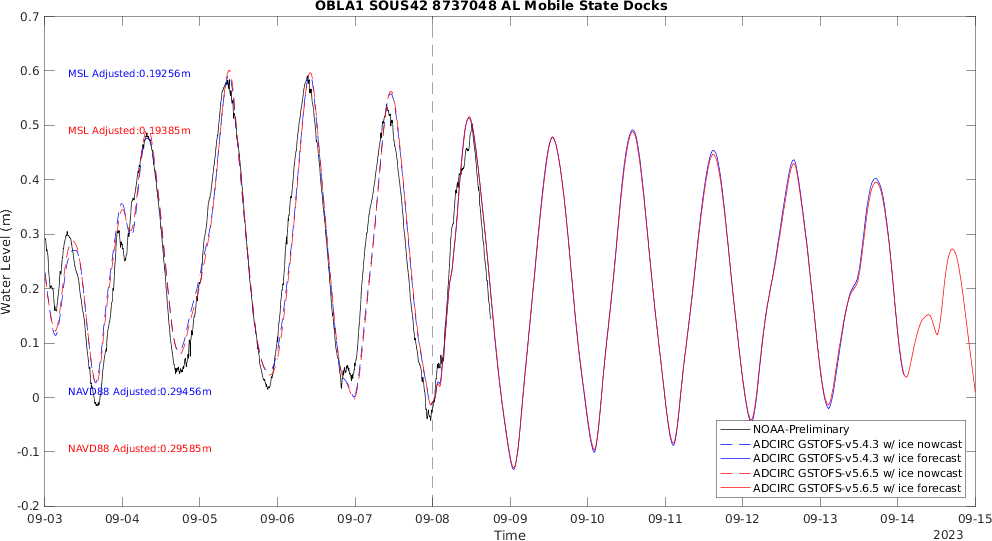 OBLA1 SOUS42 8737048 AL Mobile State Docks
Water Level (m)
0.7
0.6
0.5
0.4
0.3
0.2
0.1
0
-0.1
-0.2
MSL Adjusted:0.19256m
MSL Adjusted:0.19385m
NAVD88 Adjusted:0.29456m
NAVD88 Adjusted:0.29585m
NOAA-Preliminary
ADCIRC GSTOFS-v5.4.3 w/ ice nowcast
ADCIRC GSTOFS-v5.4.3 w/ ice forecast
ADCIRC GSTOFS-v5.6.5 w/ ice nowcast
ADCIRC GSTOFS-v5.6.5 w/ ice forecast
09-03 09-04 09-05 09-06 09-07 09-08 09-09 09-10 09-11 09-12 09-13 09-14 09-15
Time
2023